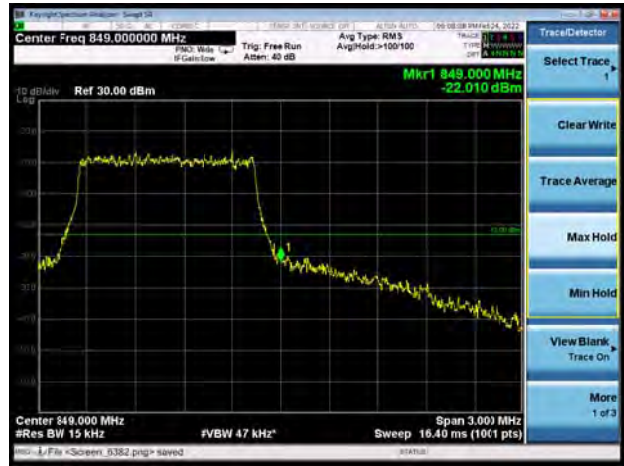 Keysight Spectrum Analyzer - Swept SA
Center Freq 849.000000 MHz
PNO: Wide
IFGain:Low
Trig: Free Run
Atten: 40 dB
Avg Type: RMS
Avg|Hold:>100/100
TRACE
TYPE
DET
Mkr1 849.000 MHz
-22.010 dBm
10 dB/div
Ref 30.00 dBm
Log
1
Center 849.000 MHz
#Res BW 15 kHz
#VBW 47 kHz*
Span 3.000 MHz
Sweep 16.40 ms (1001 pts)
File <Screen_6382.png> saved
STATUS
Trace/Detector
Select Trace
1
Clear Write
Trace Average
Max Hold
Min Hold
View Blank
Trace On
More
1 of 3